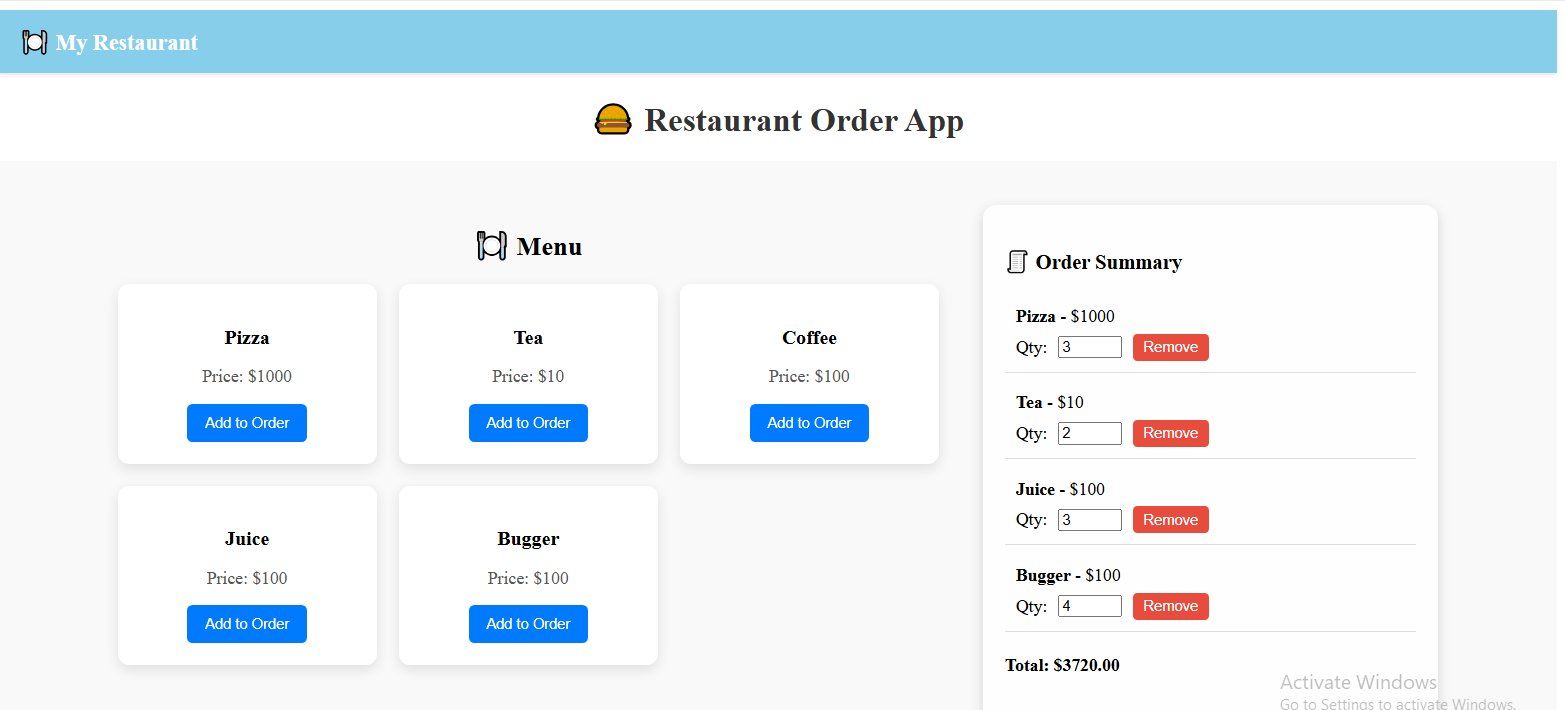 My Restaurant
Restaurant Order App
Menu
Pizza
Price: $1000
Add to Order
Tea
Price: $10
Add to Order
Coffee
Price: $100
Add to Order
Juice
Price: $100
Add to Order
Bugger
Price: $100
Add to Order
Order Summary
Pizza - $1000
Qty: 3 Remove
Tea - $10
Qty: 2 Remove
Juice - $100
Qty: 3 Remove
Bugger - $100
Qty: 4 Remove
Total: $3720.00
Activate Windows
Go to Settings to activate Windows.